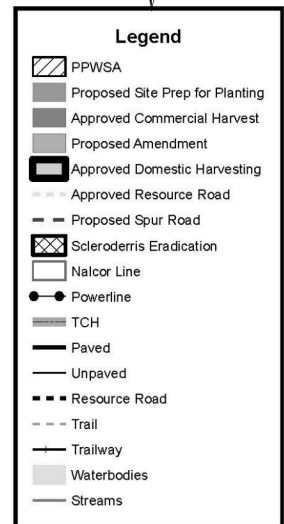 Legend
PPWSA
Proposed Site Prep for Planting
Approved Commercial Harvest
Proposed Amendment
Approved Domestic Harvesting
Approved Resource Road
Proposed Spur Road
Scleroderris Eradication
Nalcor Line
Powerline
TCH
Paved
Unpaved
Resource Road
Trail
Trailway
Waterbodies
Streams